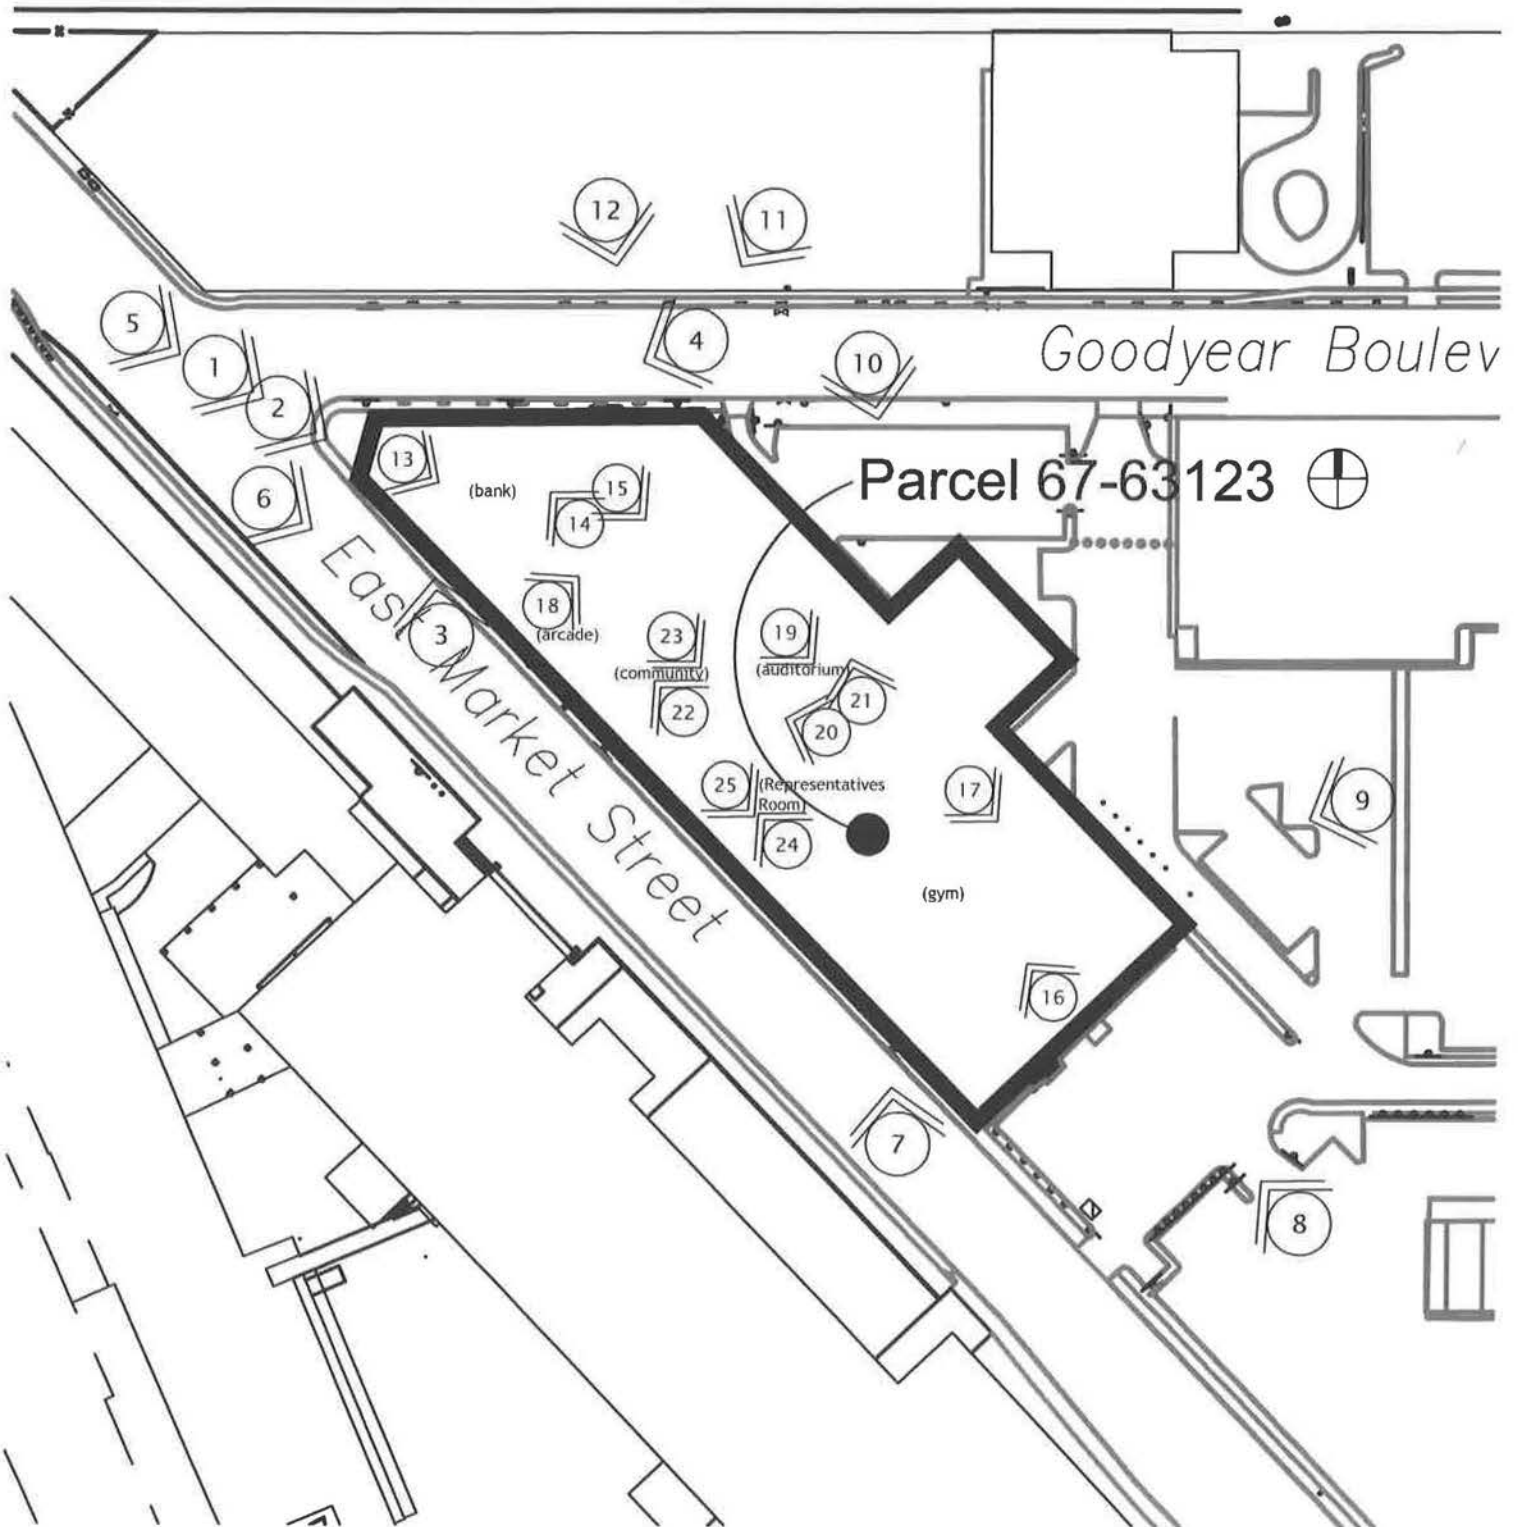 12
11
5
4
1
10
Goodyear Boulev
2
13
Parcel 67-63123
6
(bank)
15
14
East Market Street
18
(arcade)
3
23
(community)
19
(auditorium)
22
21
20
25
(Representatives
Room)
17
9
24
(gym)
16
7
8